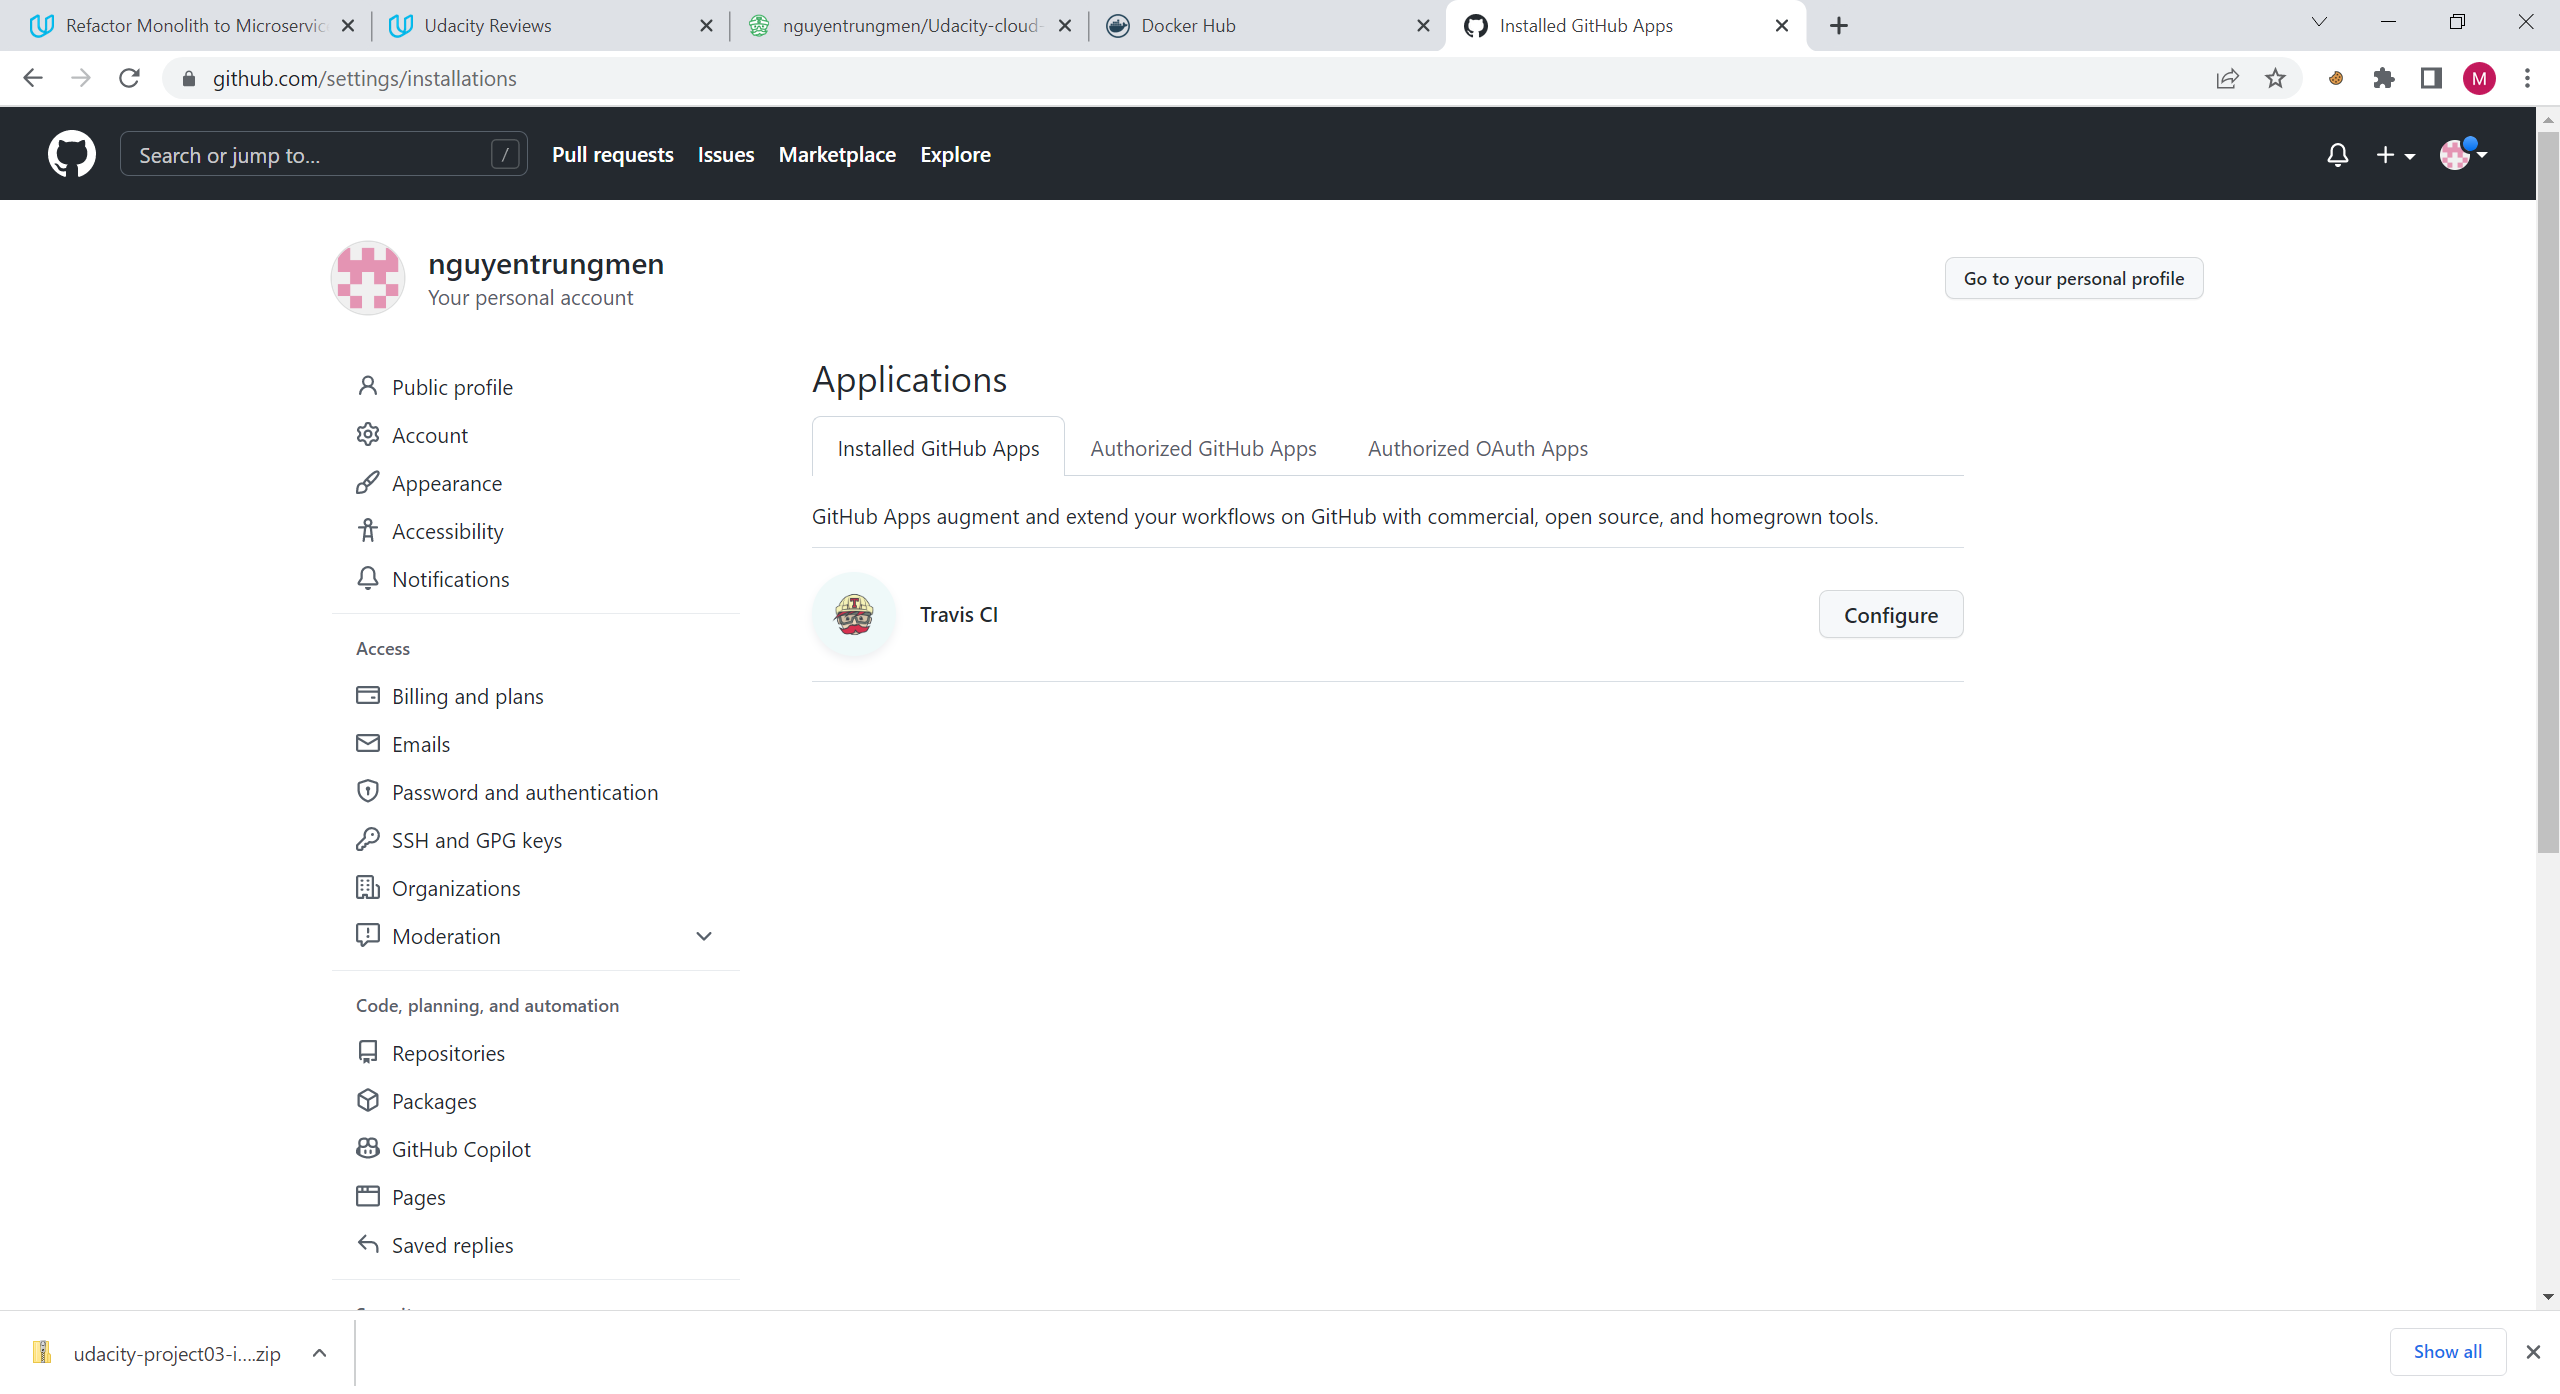 Refactor Monolith to Microservic
Udacity Reviews
nguyentrungmen/Udacity-cloud-
Docker Hub
Installed GitHub Apps
github.com/settings/installations
M
Search or jump to...
/
Pull requests
Issues
Marketplace
Explore
nguyentrungmen
Your personal account
Go to your personal profile
Public profile
Account
Appearance
Accessibility
Notifications
Access
Billing and plans
Emails
Password and authentication
SSH and GPG keys
Organizations
Moderation
Code, planning, and automation
Repositories
Packages
GitHub Copilot
Pages
Saved replies
Applications
Installed GitHub Apps
Authorized GitHub Apps
Authorized OAuth Apps
GitHub Apps augment and extend your workflows on GitHub with commercial, open source, and homegrown tools.
Travis CI
Configure
udacity-project03-i....zip
Show all